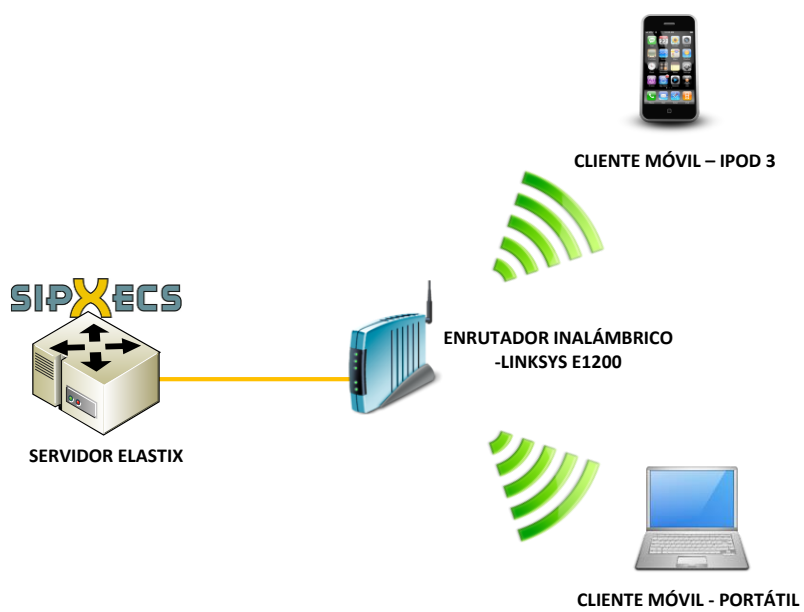 CLIENTE MÓVIL – IPOD 3
SIPXECS
ENRUTADOR INALÁMBRICO
-LINKSYS E1200
SERVIDOR ELASTIX
CLIENTE MÓVIL - PORTÁTIL